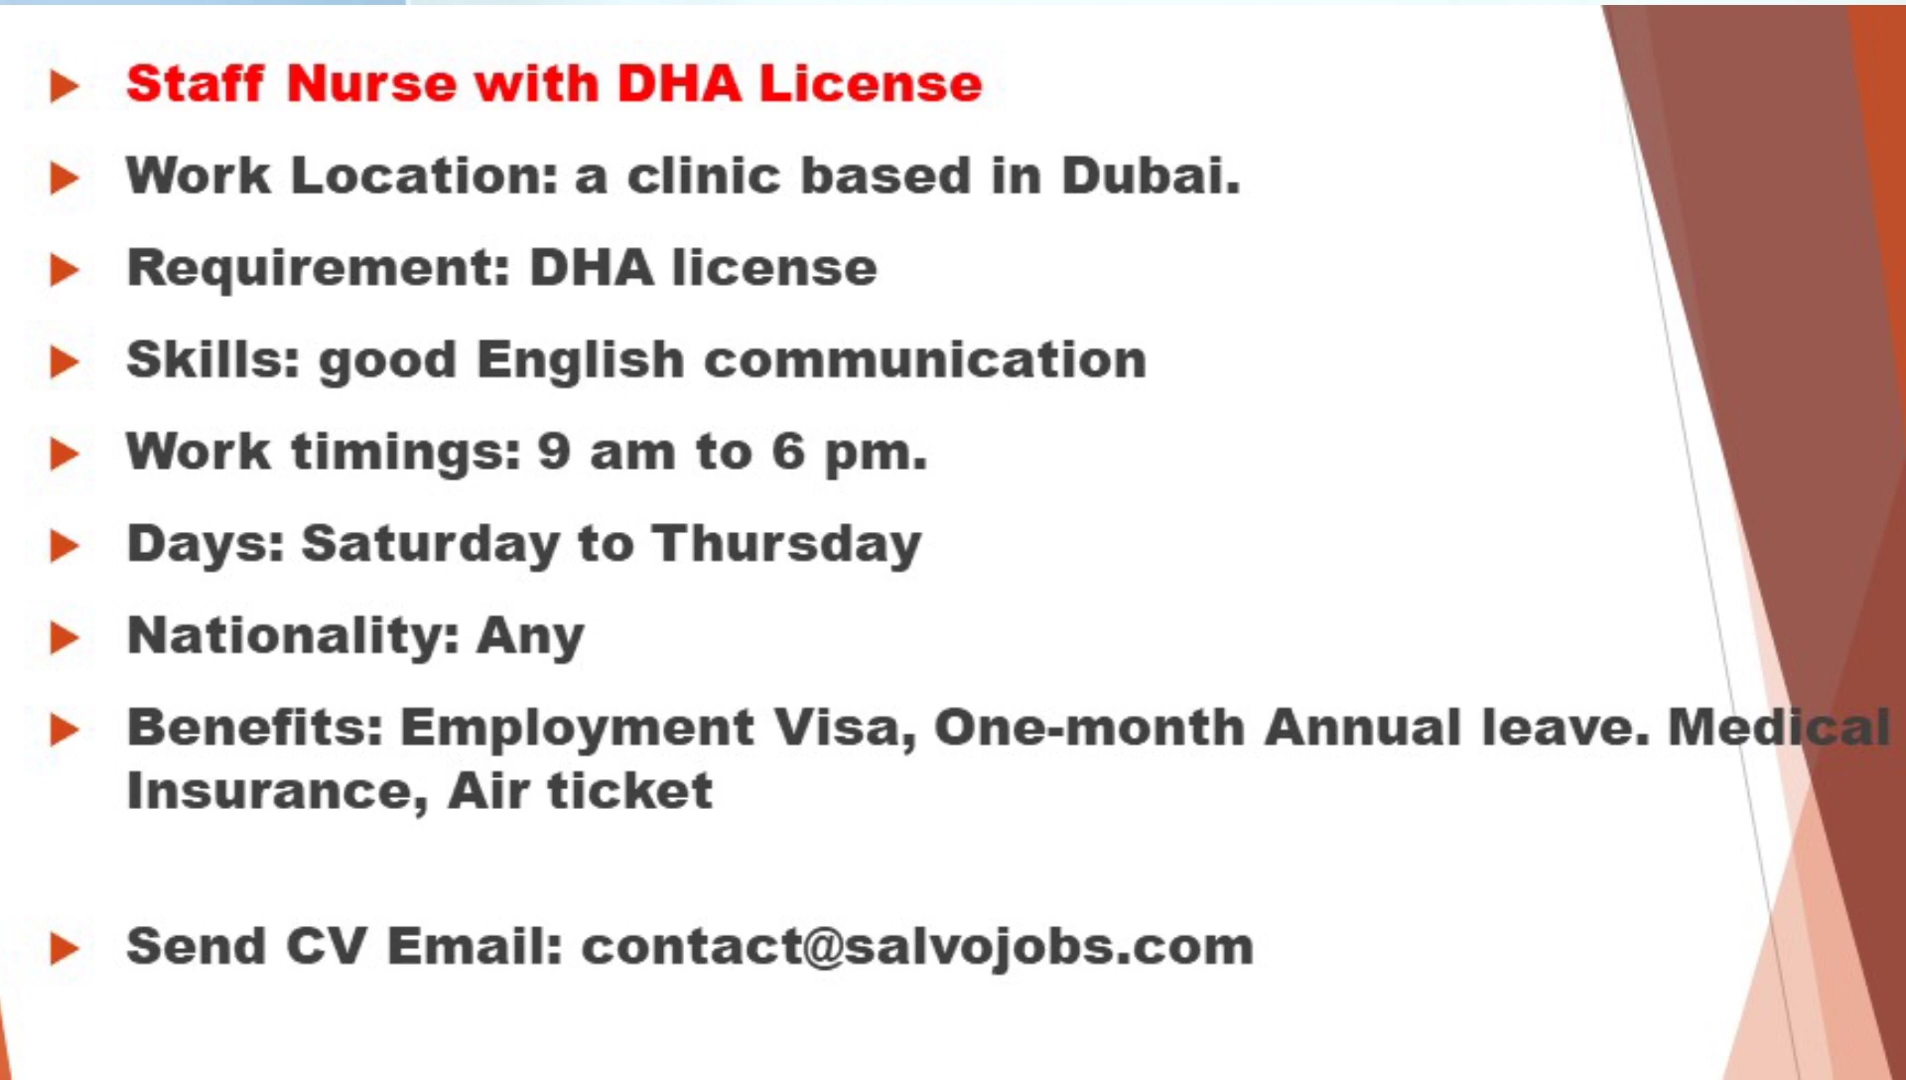 Staff Nurse with DHA License
Work Location: a clinic based in Dubai.
Requirement: DHA license
Skills: good English communication
Work timings: 9 am to 6 pm.
Days: Saturday to Thursday
Nationality: Any
Benefits: Employment Visa, One-month Annual leave. Medical
Insurance, Air ticket
Send CV Email: contact@salvojobs.com